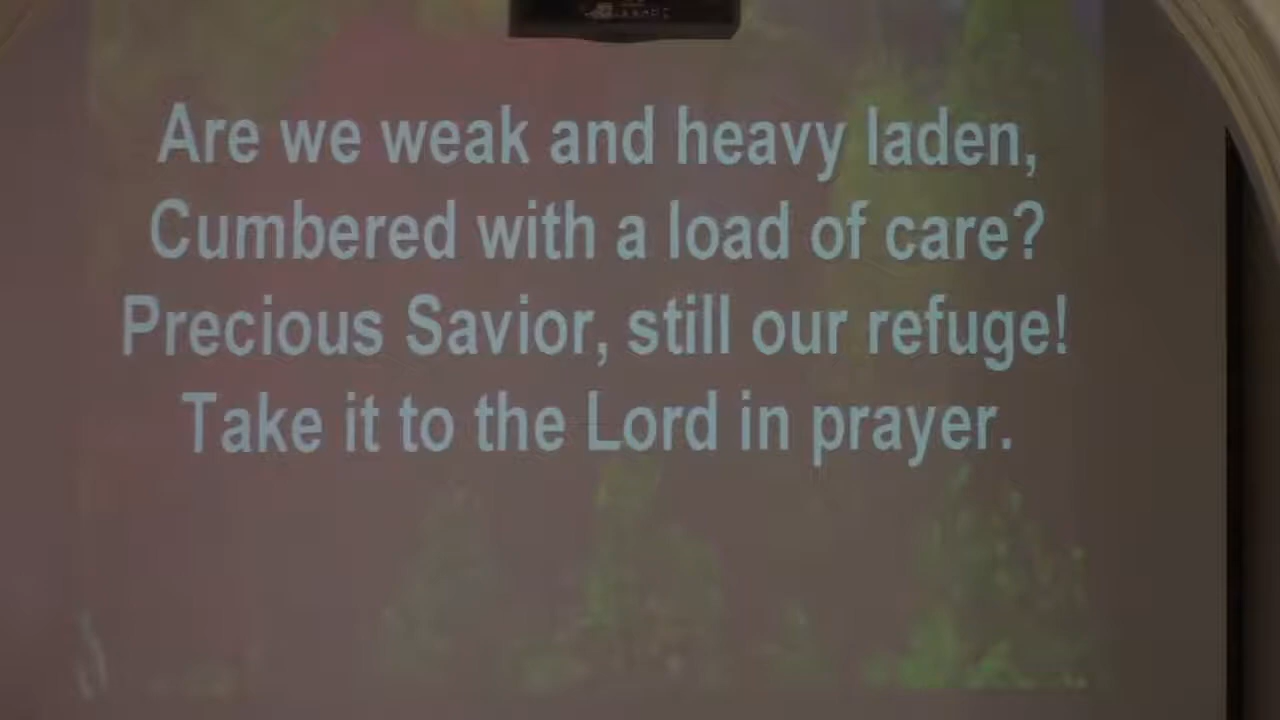 Are we weak and heavy laden,
Cumbered with a load of care?
Precious Savior, still our refuge!
Take it to the Lord in prayer.